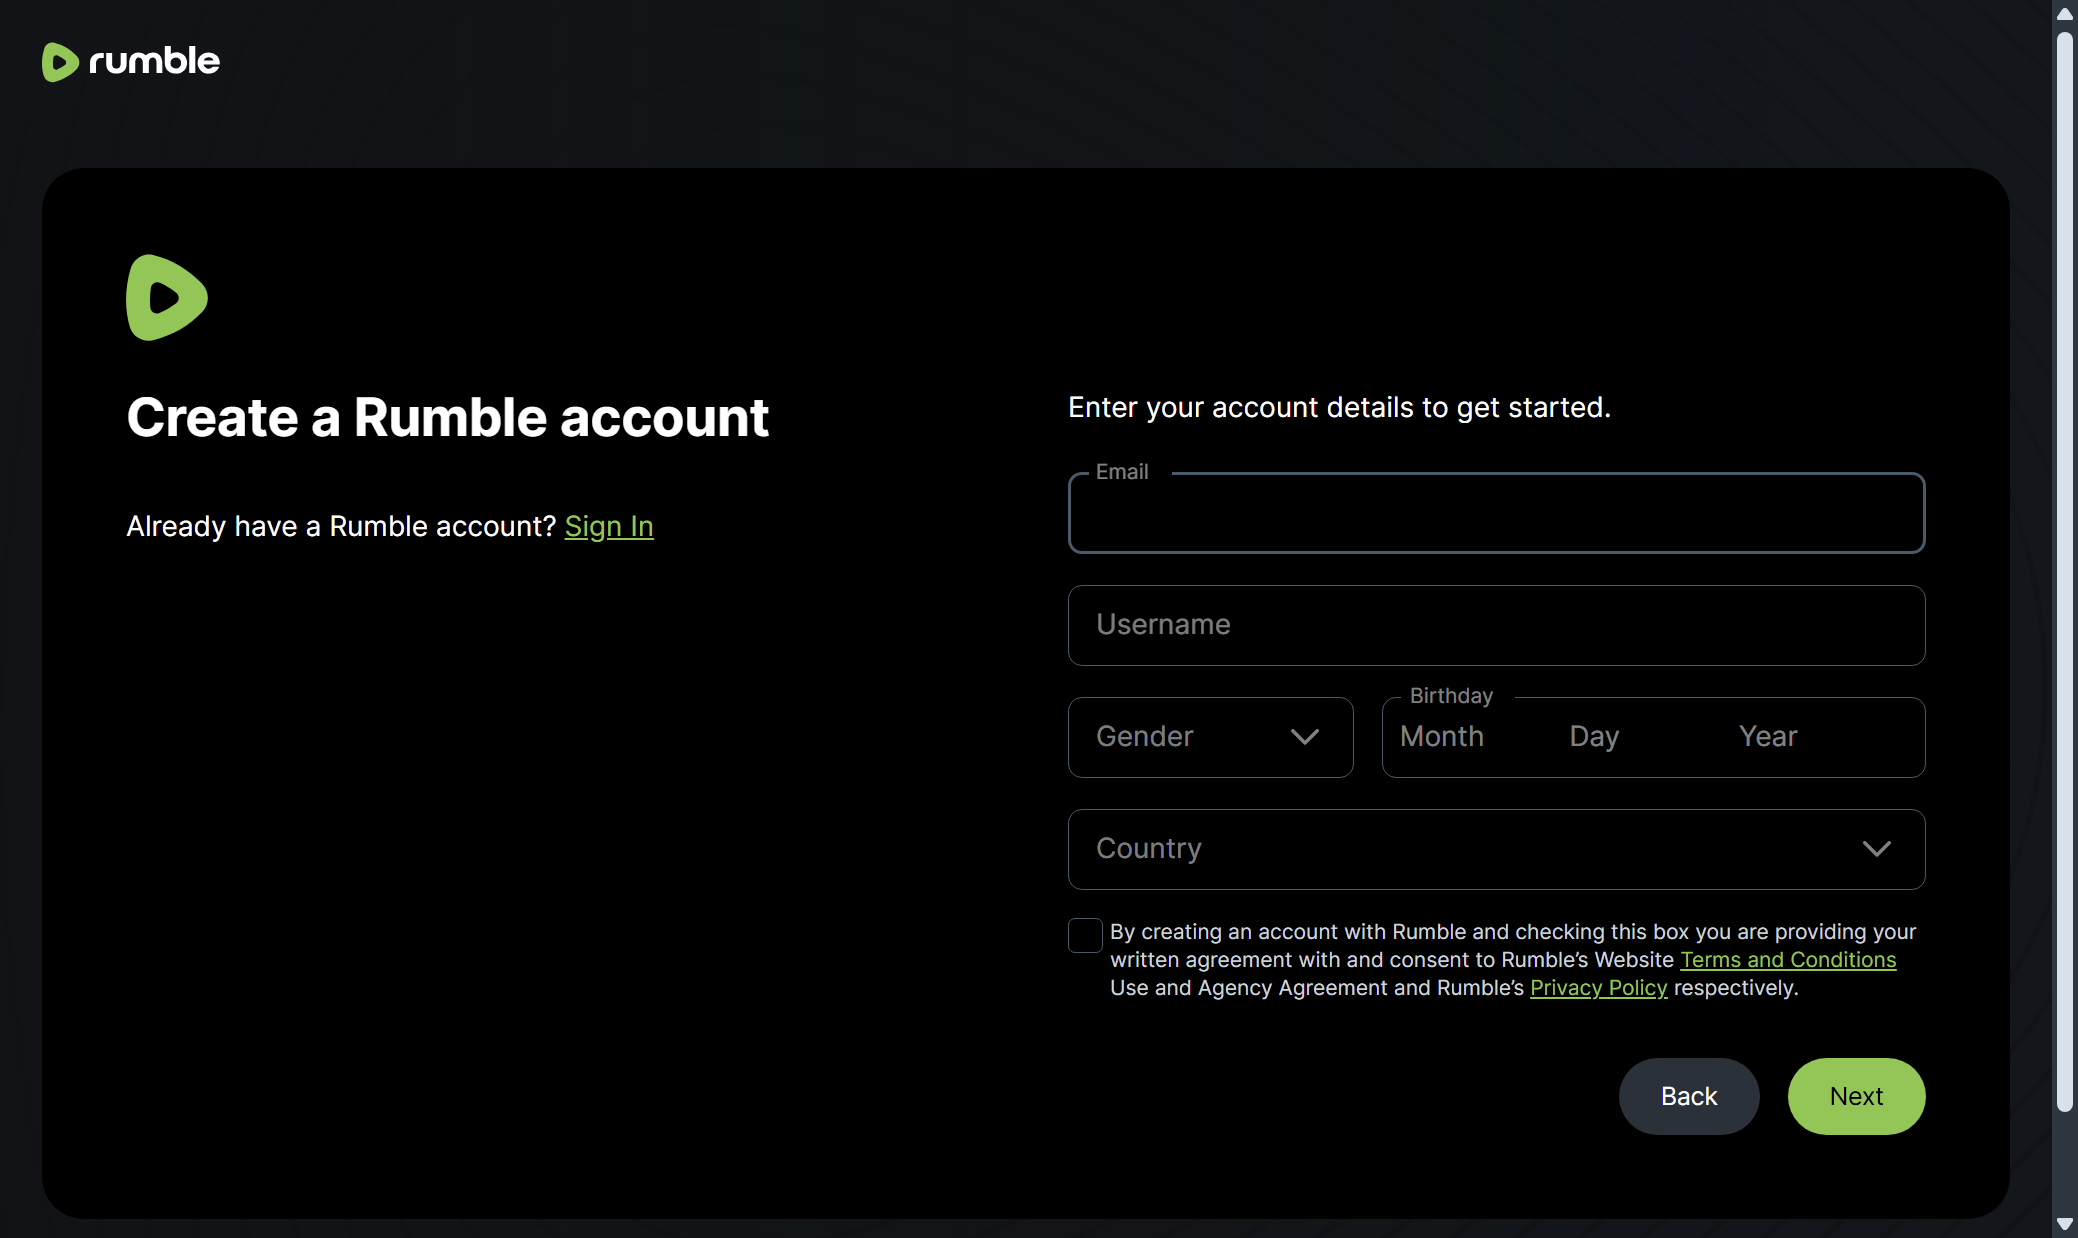 rumble
Create a Rumble account
Already have a Rumble account? Sign In
Enter your account details to get started.
Email
Username
Gender
Birthday
Month Day Year
Country
By creating an account with Rumble and checking this box you are providing your
written agreement with and consent to Rumble’s Website Terms and Conditions
Use and Agency Agreement and Rumble’s Privacy Policy respectively.
Back Next